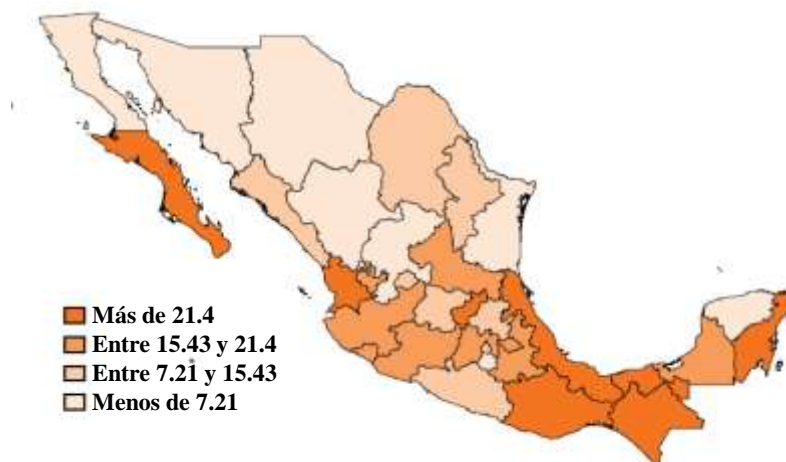 Más de 21.4
Entre 15.43 y 21.4
Entre 7.21 y 15.43
Menos de 7.21